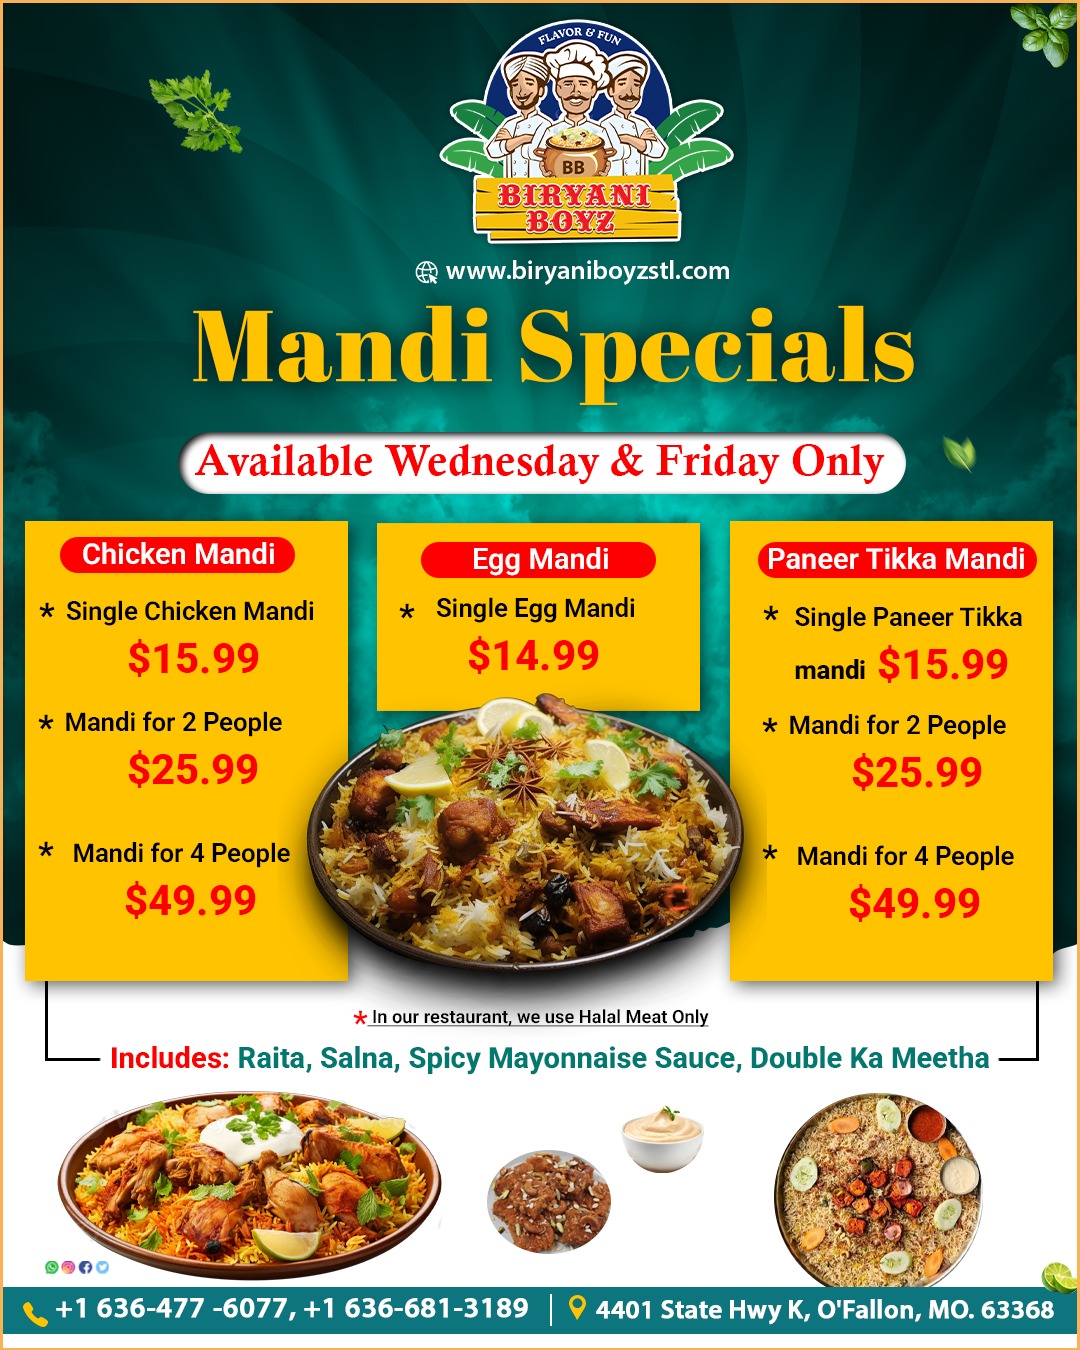 FLAVOR & FUN
BB
BIRYANI
BOYZ
www.biryaniboyzstl.com
Mandi Specials
Available Wednesday & Friday Only
Chicken Mandi
* Single Chicken Mandi
$15.99
* Mandi for 2 People
$25.99
* Mandi for 4 People
$49.99
Egg Mandi
* Single Egg Mandi
$14.99
Paneer Tikka Mandi
* Single Paneer Tikka
mandi $15.99
* Mandi for 2 People
$25.99
* Mandi for 4 People
$49.99
* In our restaurant, we use Halal Meat Only
Includes: Raita, Salna, Spicy Mayonnaise Sauce, Double Ka Meetha
+1 636-477 -6077, +1 636-681-3189 | 4401 State Hwy K, O'Fallon, MO. 63368